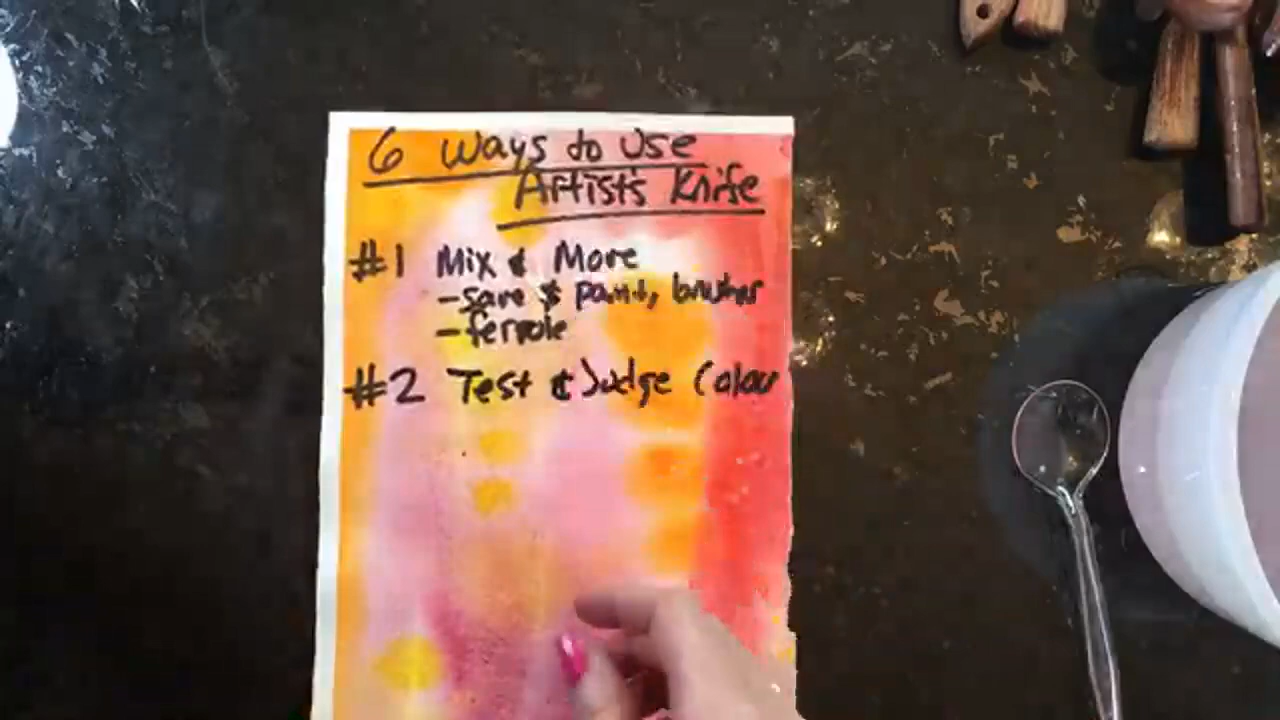 6 Ways to Use
Artist's Knife
#1 Mix & More
- save $ paint, brushes
- ferrule
#2 Test & Judge Colour